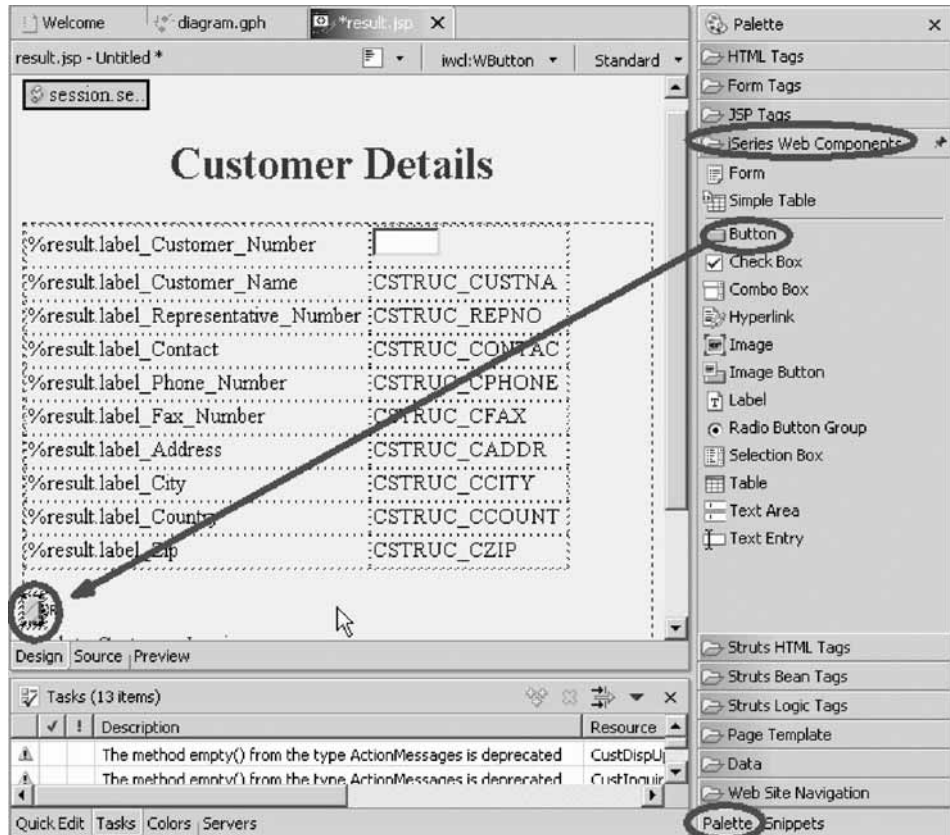 Welcome
diagram.gph
*result.jsp
result.jsp - Untitled *
iwcl:WButton
Standard
session.se..
Customer Details
%result.label_Customer_Number
%result.label_Customer_Name CSTRUC_CUSTNA
%result.label_Representative_Number CSTRUC_REPNO
%result.label_Contact CSTRUC_CONTAC
%result.label_Phone_Number CSTRUC_CPHONE
%result.label_Fax_Number CSTRUC_CFAX
%result.label_Address CSTRUC_CADDR
%result.label_City CSTRUC_CCITY
%result.label_Country CSTRUC_CCOUNT
%result.label_Zip CSTRUC_CZIP
Design Source Preview
Tasks (13 items)
! Description Resource
The method empty() from the type ActionMessages is deprecated CustDispU
The method empty() from the type ActionMessages is deprecated CustInquir
Quick Edit Tasks Colors Servers
Palette
HTML Tags
Form Tags
JSP Tags
iSeries Web Components
Form
Simple Table
Button
Check Box
Combo Box
Hyperlink
Image
Image Button
Label
Radio Button Group
Selection Box
Table
Text Area
Text Entry
Struts HTML Tags
Struts Bean Tags
Struts Logic Tags
Page Template
Data
Web Site Navigation
Palette Snippets